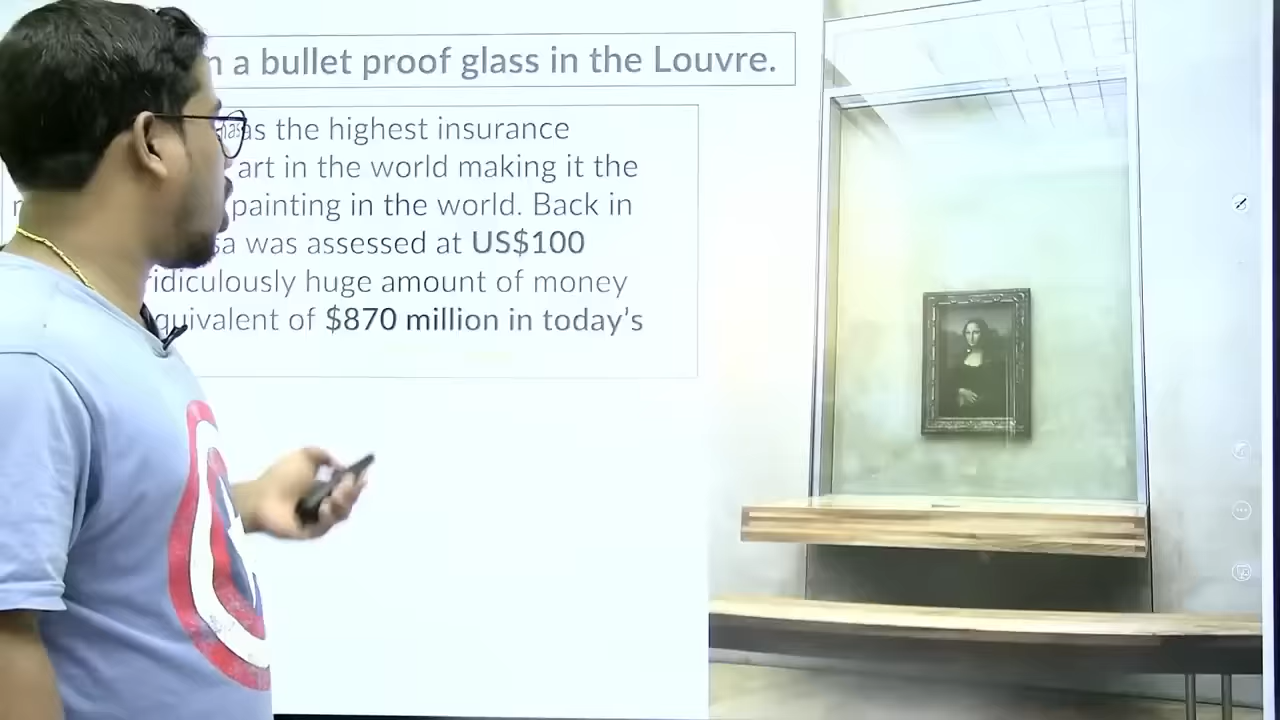 a bullet proof glass in the Louvre.
as the highest insurance
art in the world making it the
painting in the world. Back in
was assessed at US$100
ridiculously huge amount of money
quivalent of $870 million in today's